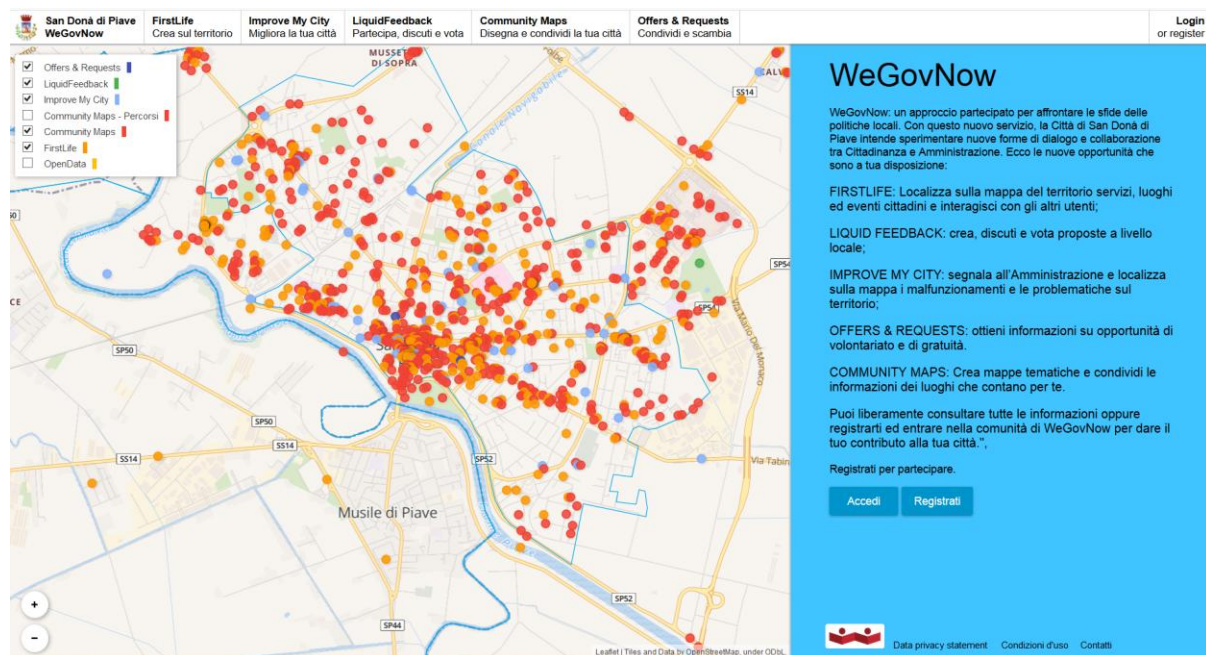 San Donà di Piave
WeGovNow
FirstLife
Crea sul territorio
Improve My City
Migliora la tua città
LiquidFeedback
Partecipa, discuti e vota
Community Maps
Disegna e condividi la tua città
Offers & Requests
Condividi e scambia
Login
or register
Offers & Requests
LiquidFeedback
Improve My City
Community Maps - Percorsi
Community Maps
FirstLife
OpenData
MUSSET
DI SOPRA
CALV
SS14
SP54
SP54
Via Mario Del Monaco
SP50
SP50
SS14
SS14
SP52
Via Tabin
Musile di Piave
SP52
SP44
+
−
Leaflet | Tiles and Data by OpenStreetMap, under ODbL.
WeGovNow
WeGovNow: un approccio partecipato per affrontare le sfide delle
politiche locali. Con questo nuovo servizio, la Città di San Donà di
Piave intende sperimentare nuove forme di dialogo e collaborazione
tra Cittadinanza e Amministrazione. Ecco le nuove opportunità che
sono a tua disposizione:
FIRSTLIFE: Localizza sulla mappa del territorio servizi, luoghi
ed eventi cittadini e interagisci con gli altri utenti;
LIQUID FEEDBACK: crea, discuti e vota proposte a livello
locale;
IMPROVE MY CITY: segnala all'Amministrazione e localizza
sulla mappa i malfunzionamenti e le problematiche sul
territorio;
OFFERS & REQUESTS: ottieni informazioni su opportunità di
volontariato e di gratuità.
COMMUNITY MAPS: Crea mappe tematiche e condividi le
informazioni dei luoghi che contano per te.
Puoi liberamente consultare tutte le informazioni oppure
registrarti ed entrare nella comunità di WeGovNow per dare il
tuo contributo alla tua città.",
Registrati per partecipare.
Accedi
Registrati
Data privacy statement
Condizioni d'uso
Contatti